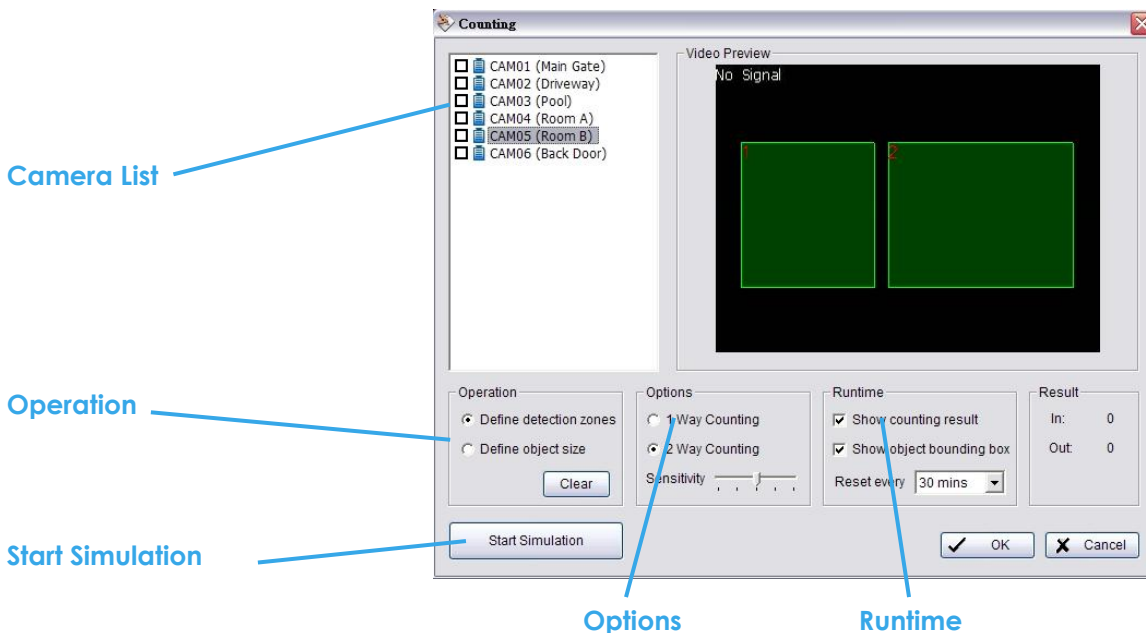 Counting
CAM01 (Main Gate)
CAM02 (Driveway)
CAM03 (Pool)
CAM04 (Room A)
CAM05 (Room B)
CAM06 (Back Door)
Video Preview
No Signal
1
2
Camera List
Operation
Operation
Define detection zones
Define object size
Clear
Options
1 Way Counting
2 Way Counting
Sensitivity
Runtime
Show counting result
Show object bounding box
Reset every 30 mins
Result
In: 0
Out: 0
Start Simulation
Start Simulation
OK
Cancel
Options
Runtime